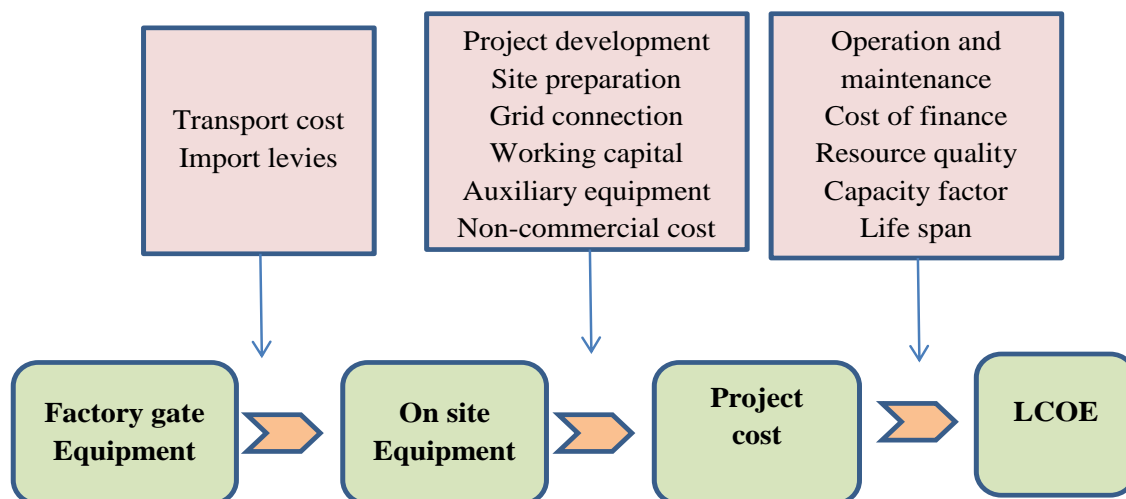 Transport cost
Import levies
Project development
Site preparation
Grid connection
Working capital
Auxiliary equipment
Non-commercial cost
Operation and
maintenance
Cost of finance
Resource quality
Capacity factor
Life span
Factory gate
Equipment
On site
Equipment
Project
cost
LCOE